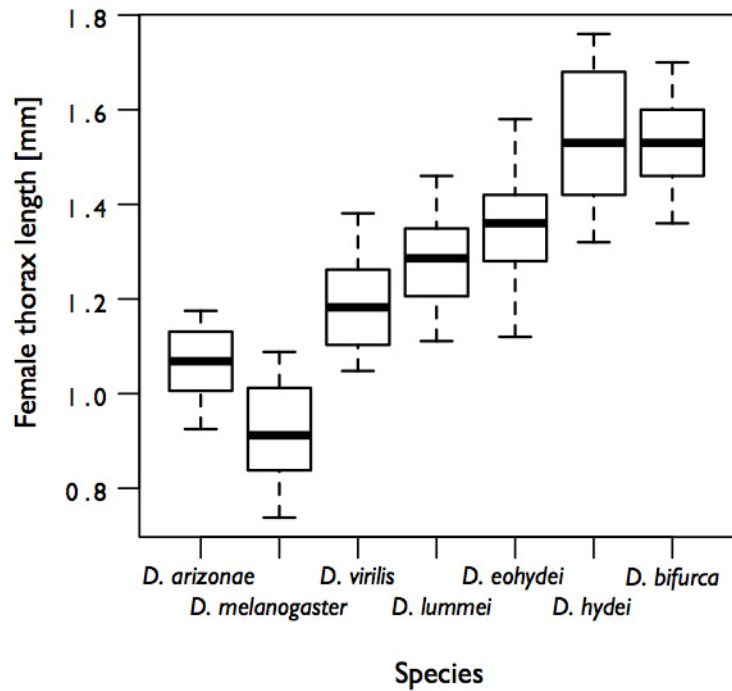 Female thorax length [mm]
1.8
1.6
1.4
1.2
1.0
0.8
D. arizonae D. virilis D. eohydei D. bifurca
D. melanogaster D. lummei D. hydei
Species